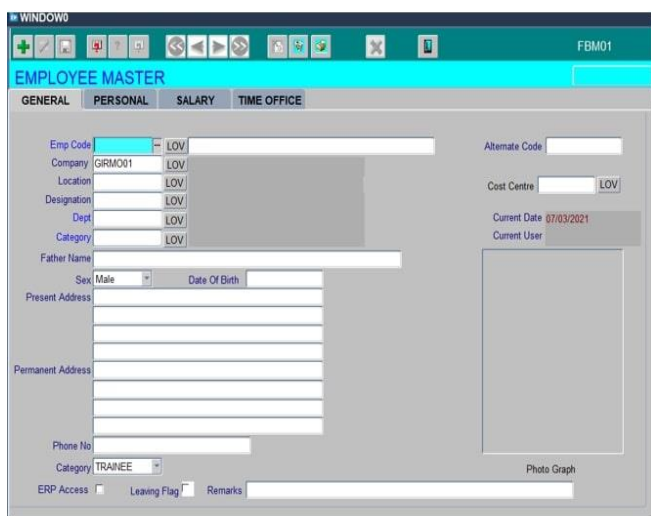 WINDOW0
FBM01
EMPLOYEE MASTER
GENERAL PERSONAL SALARY TIME OFFICE
Emp Code LOV Alternate Code
Company GIRMO01 LOV
Location LOV Cost Centre LOV
Designation LOV
Dept LOV Current Date 07/03/2021
Category LOV Current User
Father Name
Sex Male Date Of Birth
Present Address
Permanent Address
Phone No
Category TRAINEE Photo Graph
ERP Access Leaving Flag Remarks